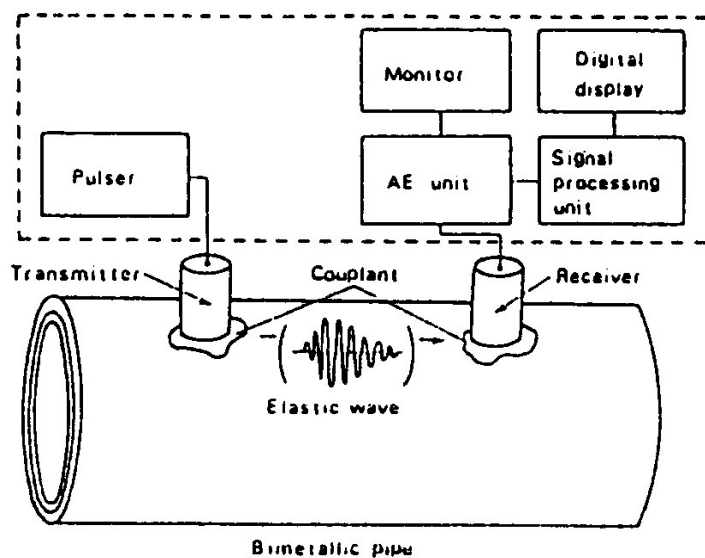 Monitor
Digital
display
Pulser
AE unit
Signal
processing
unit
Transmitter
Couplant
Receiver
Elastic wave
Bimetallic pipe